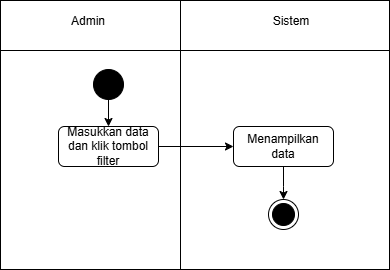 Admin
Sistem
Masukkan data
dan klik tombol
filter
Menampilkan
data